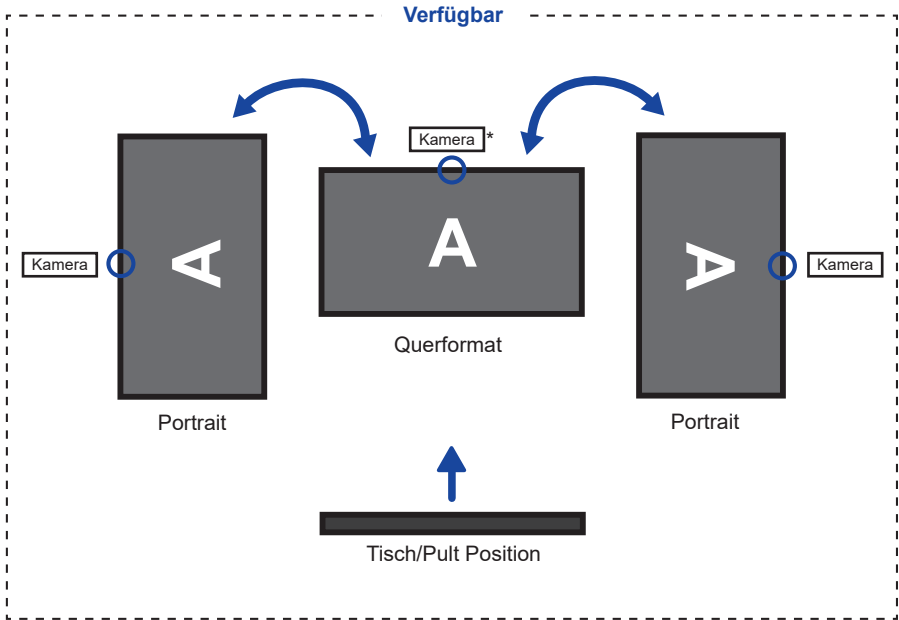 Verfügbar
Kamera *
A
Kamera
A
A
Kamera
Querformat
Portrait
Portrait
Tisch/Pult Position